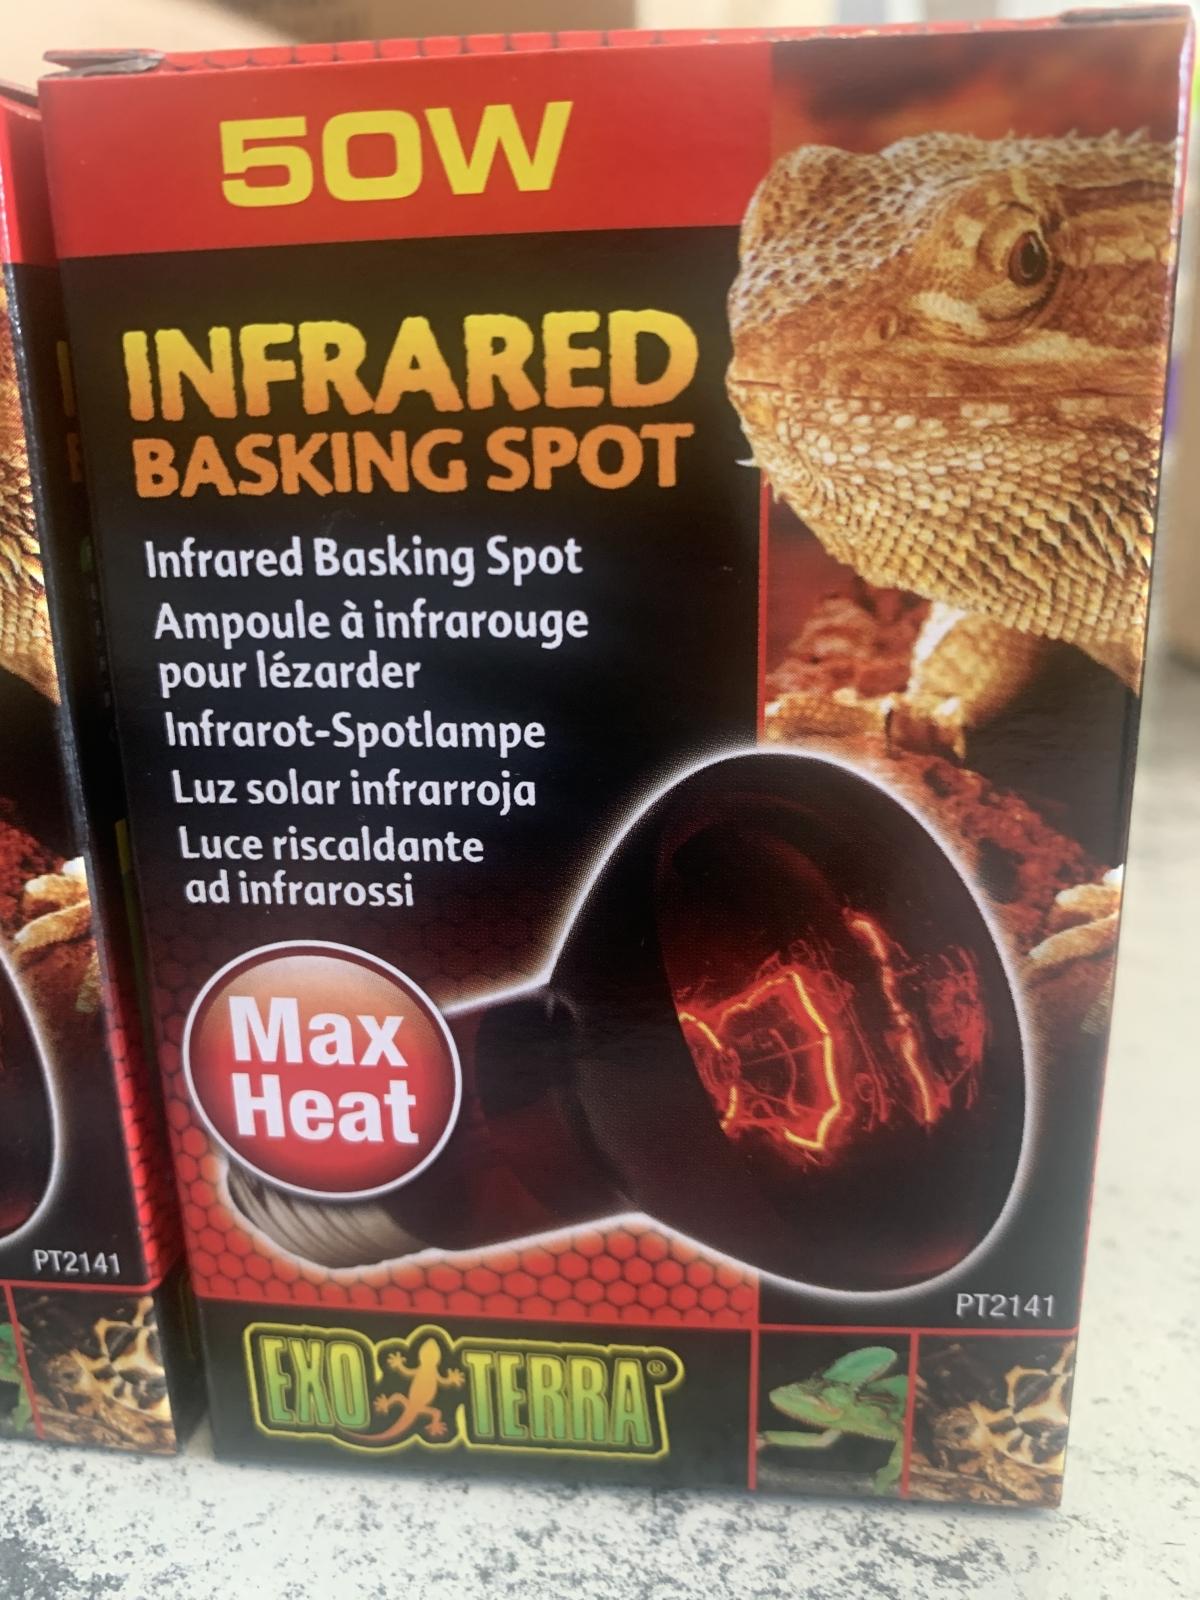 50W
INFRARED
BASKING SPOT
Infrared Basking Spot
Ampoule à infrarouge
pour lézarder
Infrarot-Spotlampe
Luz solar infrarroja
Luce riscaldante
ad infrarossi
Max
Heat
PT2141
PT2141
EXO TERRA®